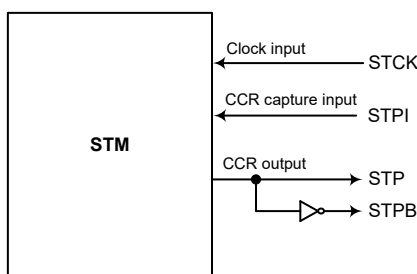 Clock input
STCK
CCR capture input
STPI
STM
CCR output
STP
STPB